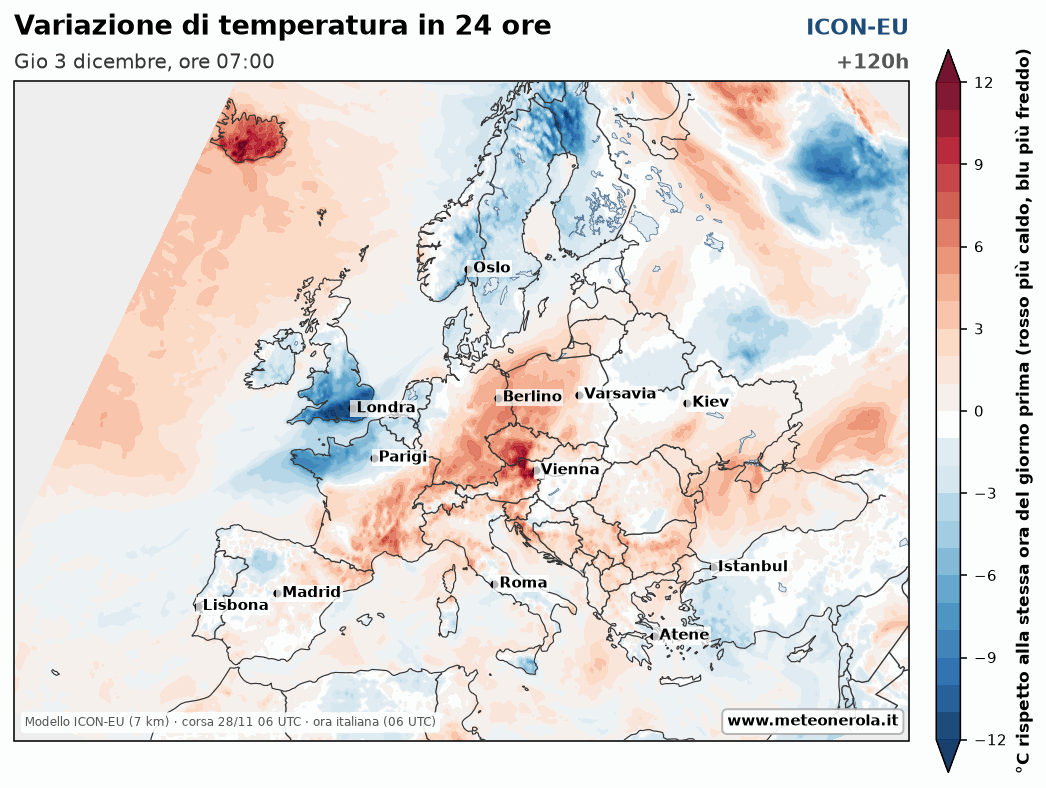 Variazione di temperatura in 24 ore
ICON-EU
Gio 3 dicembre, ore 07:00
+120h
Oslo
Berlino
Varsavia
Kiev
Londra
Parigi
Vienna
Istanbul
Roma
Madrid
Lisbona
Atene
Modello ICON-EU (7 km) · corsa 28/11 06 UTC · ora italiana (06 UTC)
www.meteonerola.it
12
9
6
3
0
−3
−6
−9
−12
°C rispetto alla stessa ora del giorno prima (rosso più caldo, blu più freddo)